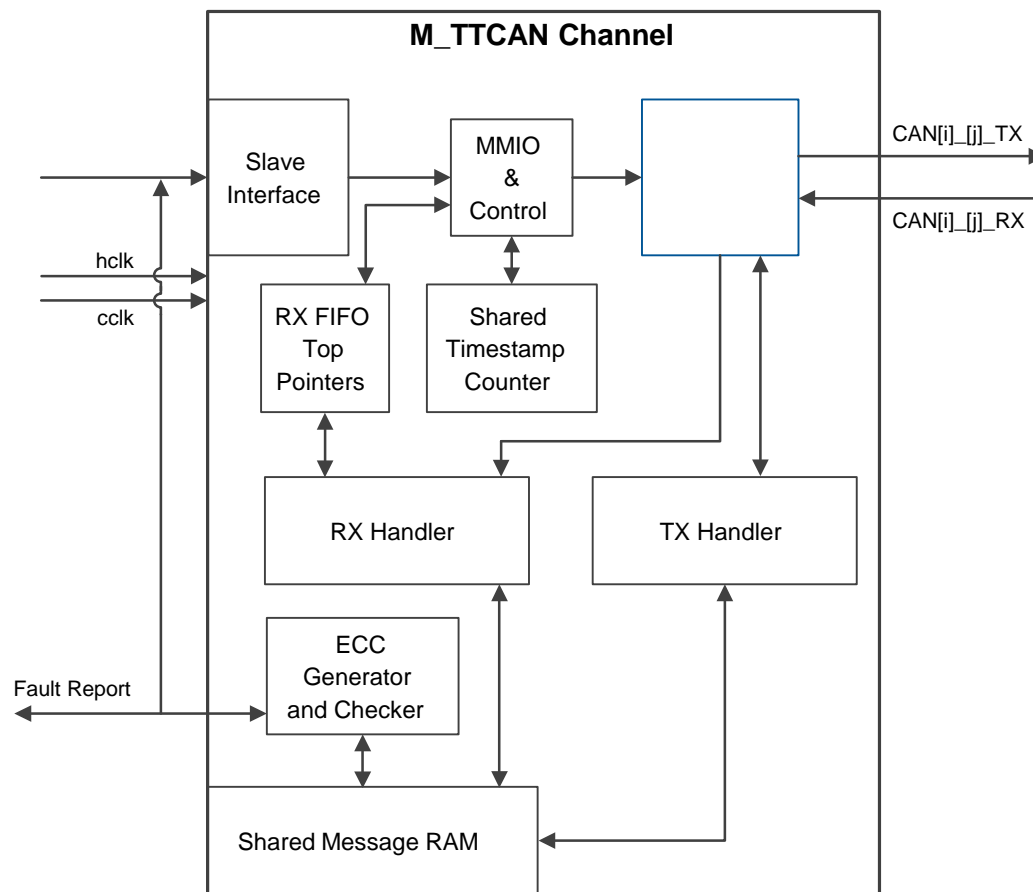 M_TTCAN Channel
Slave
Interface
MMIO
&
Control
CAN[i]_[j]_TX
CAN[i]_[j]_RX
hclk
cclk
RX FIFO
Top
Pointers
Shared
Timestamp
Counter
RX Handler
TX Handler
ECC
Generator
and Checker
Fault Report
Shared Message RAM